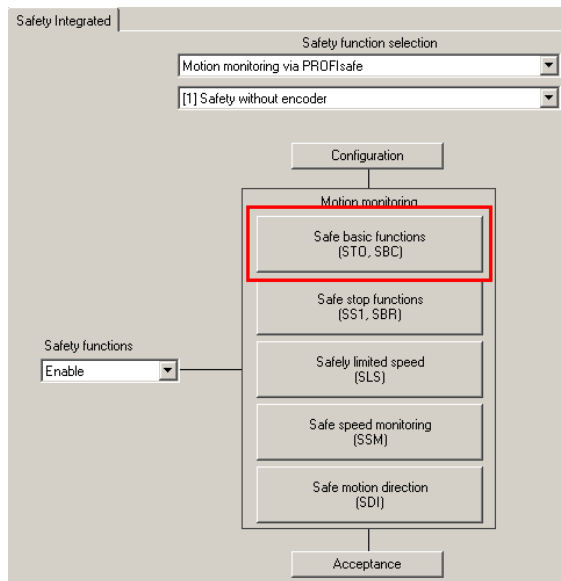 Safety Integrated
Safety function selection
Motion monitoring via PROFIsafe
[1] Safety without encoder
Configuration
Motion monitoring
Safe basic functions
(STO, SBC)
Safe stop functions
(SS1, SBR)
Safety functions
Enable
Safely limited speed
(SLS)
Safe speed monitoring
(SSM)
Safe motion direction
(SDI)
Acceptance